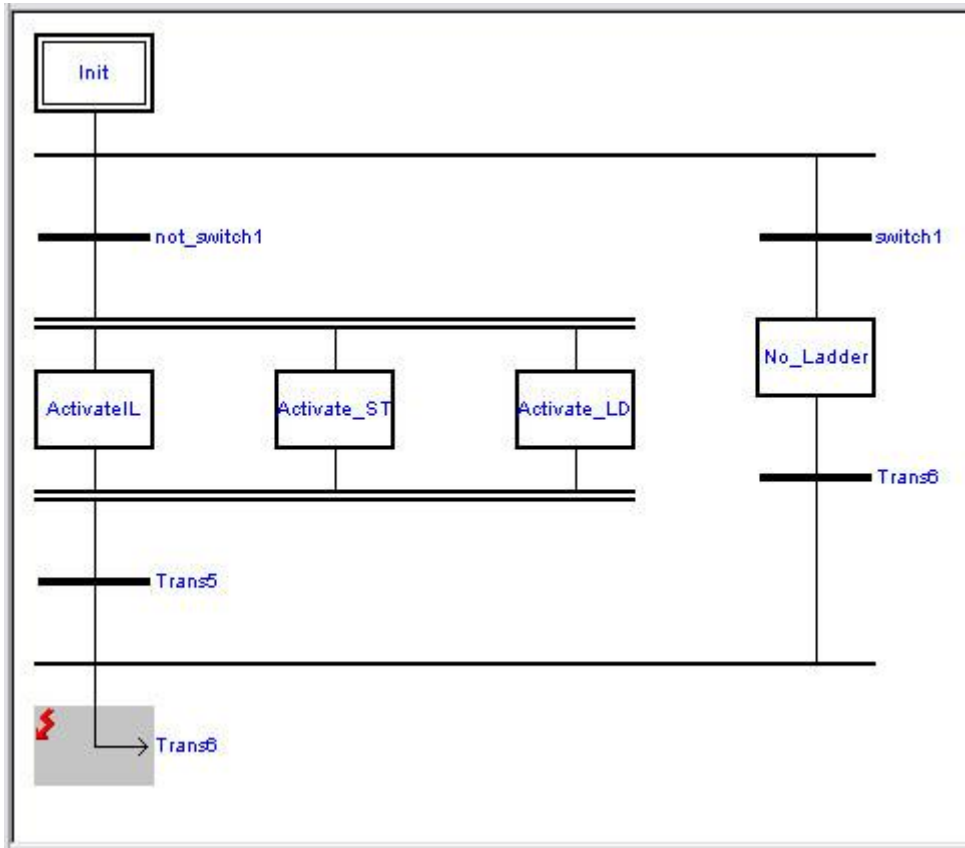 Init
not_switch1
switch1
No_Ladder
ActivateIL
Activate_ST
Activate_LD
Trans6
Trans5
Trans6